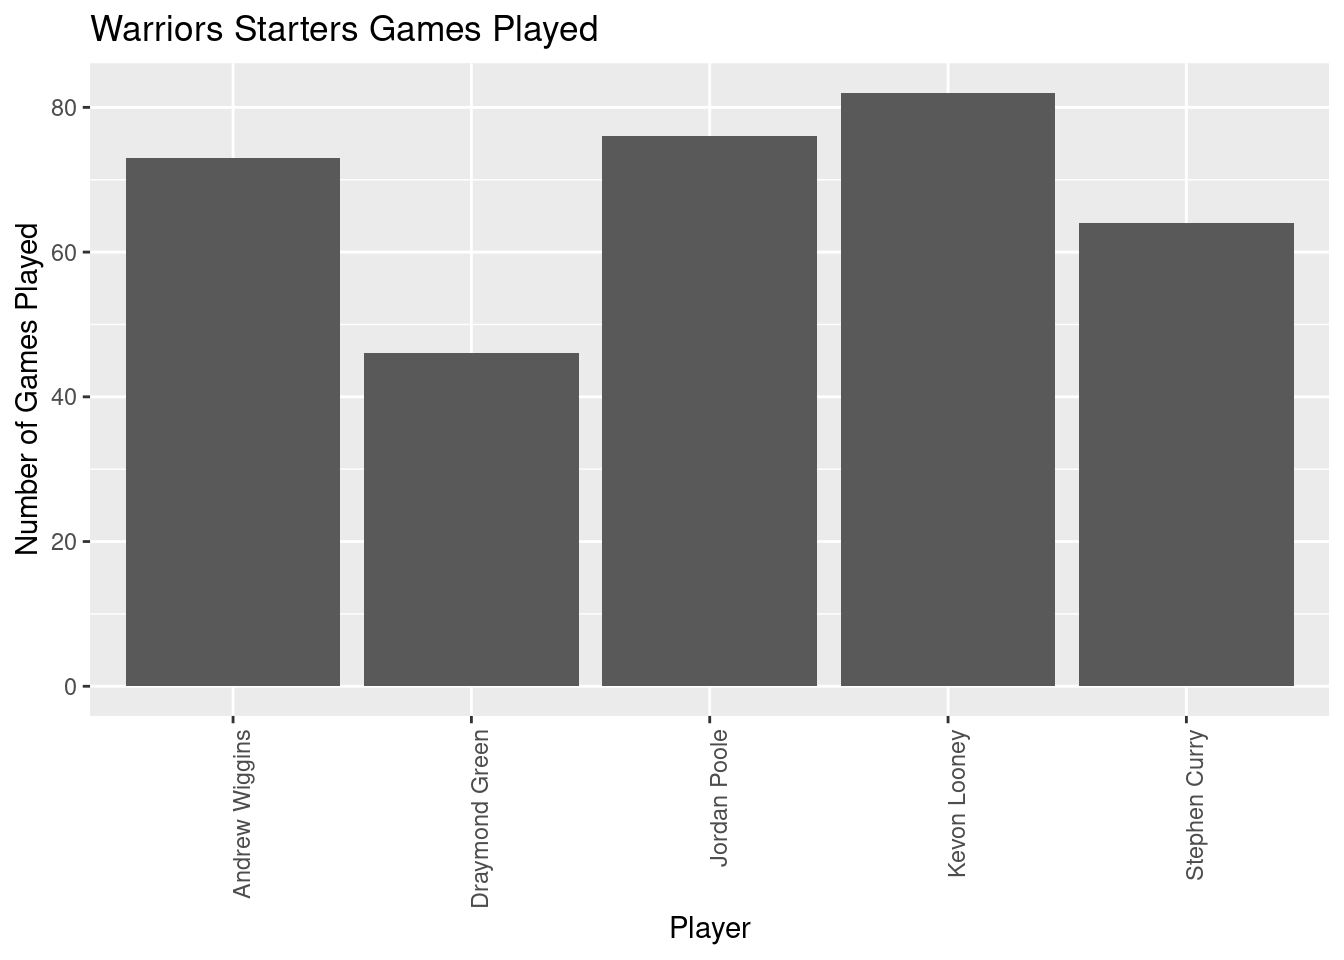 Warriors Starters Games Played
Number of Games Played
80
60
40
20
0
Andrew Wiggins
Draymond Green
Jordan Poole
Kevon Looney
Stephen Curry
Player